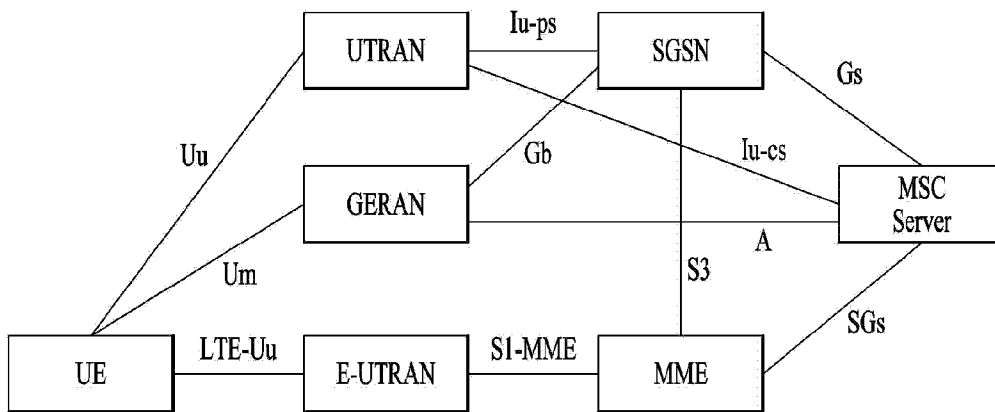 Iu-ps
UTRAN
SGSN
Gs
Uu
Gb
Iu-cs
GERAN
MSC
Server
A
Um
S3
SGs
LTE-Uu
S1-MME
UE
E-UTRAN
MME